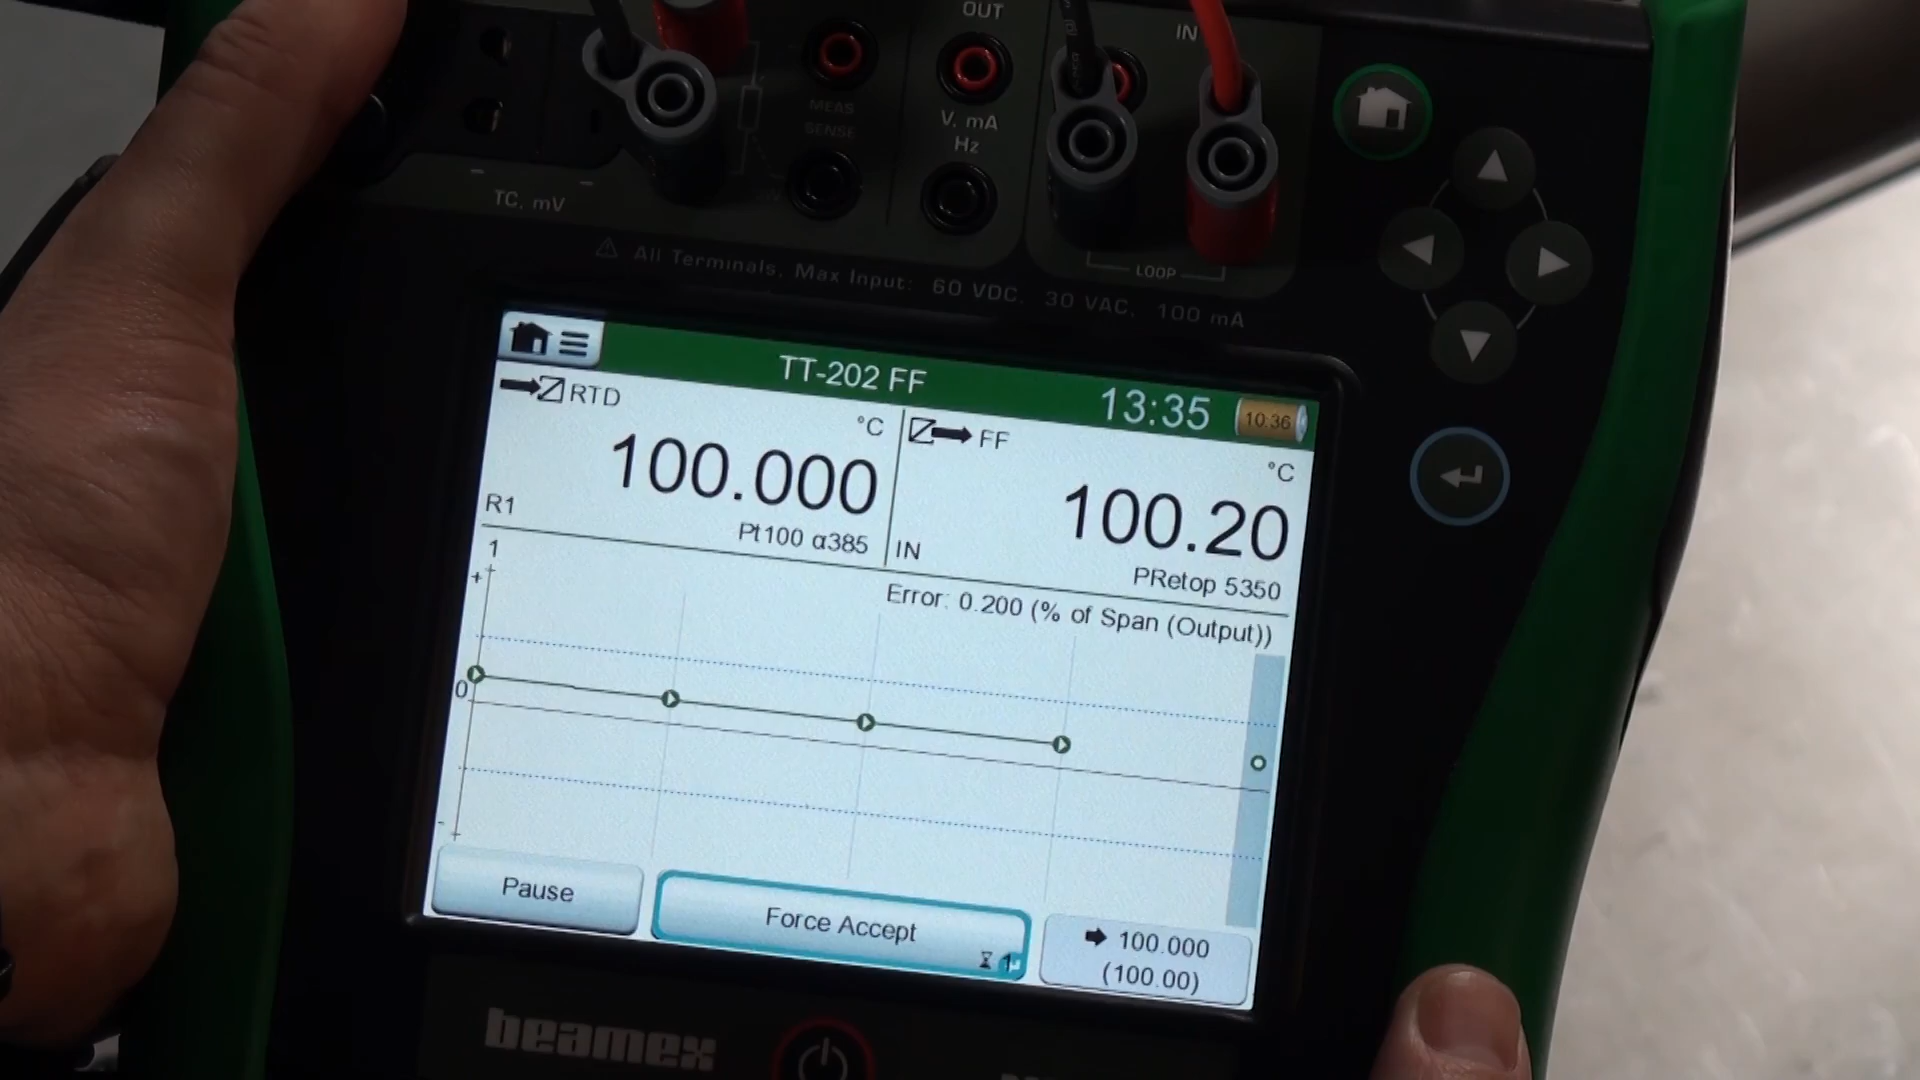 OUT
IN
MEAS
SENSE
V, mA
Hz
TC, mV
LOOP
All Terminals, Max Input: 60 VDC, 30 VAC, 100 mA
TT-202 FF
13:35
10:36
RTD
°C
100.000
R1
Pt100 α385
FF
°C
100.20
IN
PRetop 5350
Error: 0.200 (% of Span (Output))
1
+
0
-
Pause
Force Accept
1
100.000
(100.00)
beamex